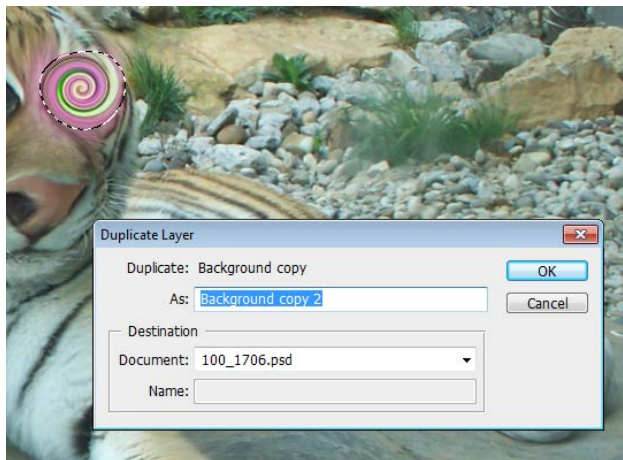 Duplicate Layer
Duplicate: Background copy
OK
As: Background copy 2
Cancel
Destination
Document: 100_1706.psd
Name: